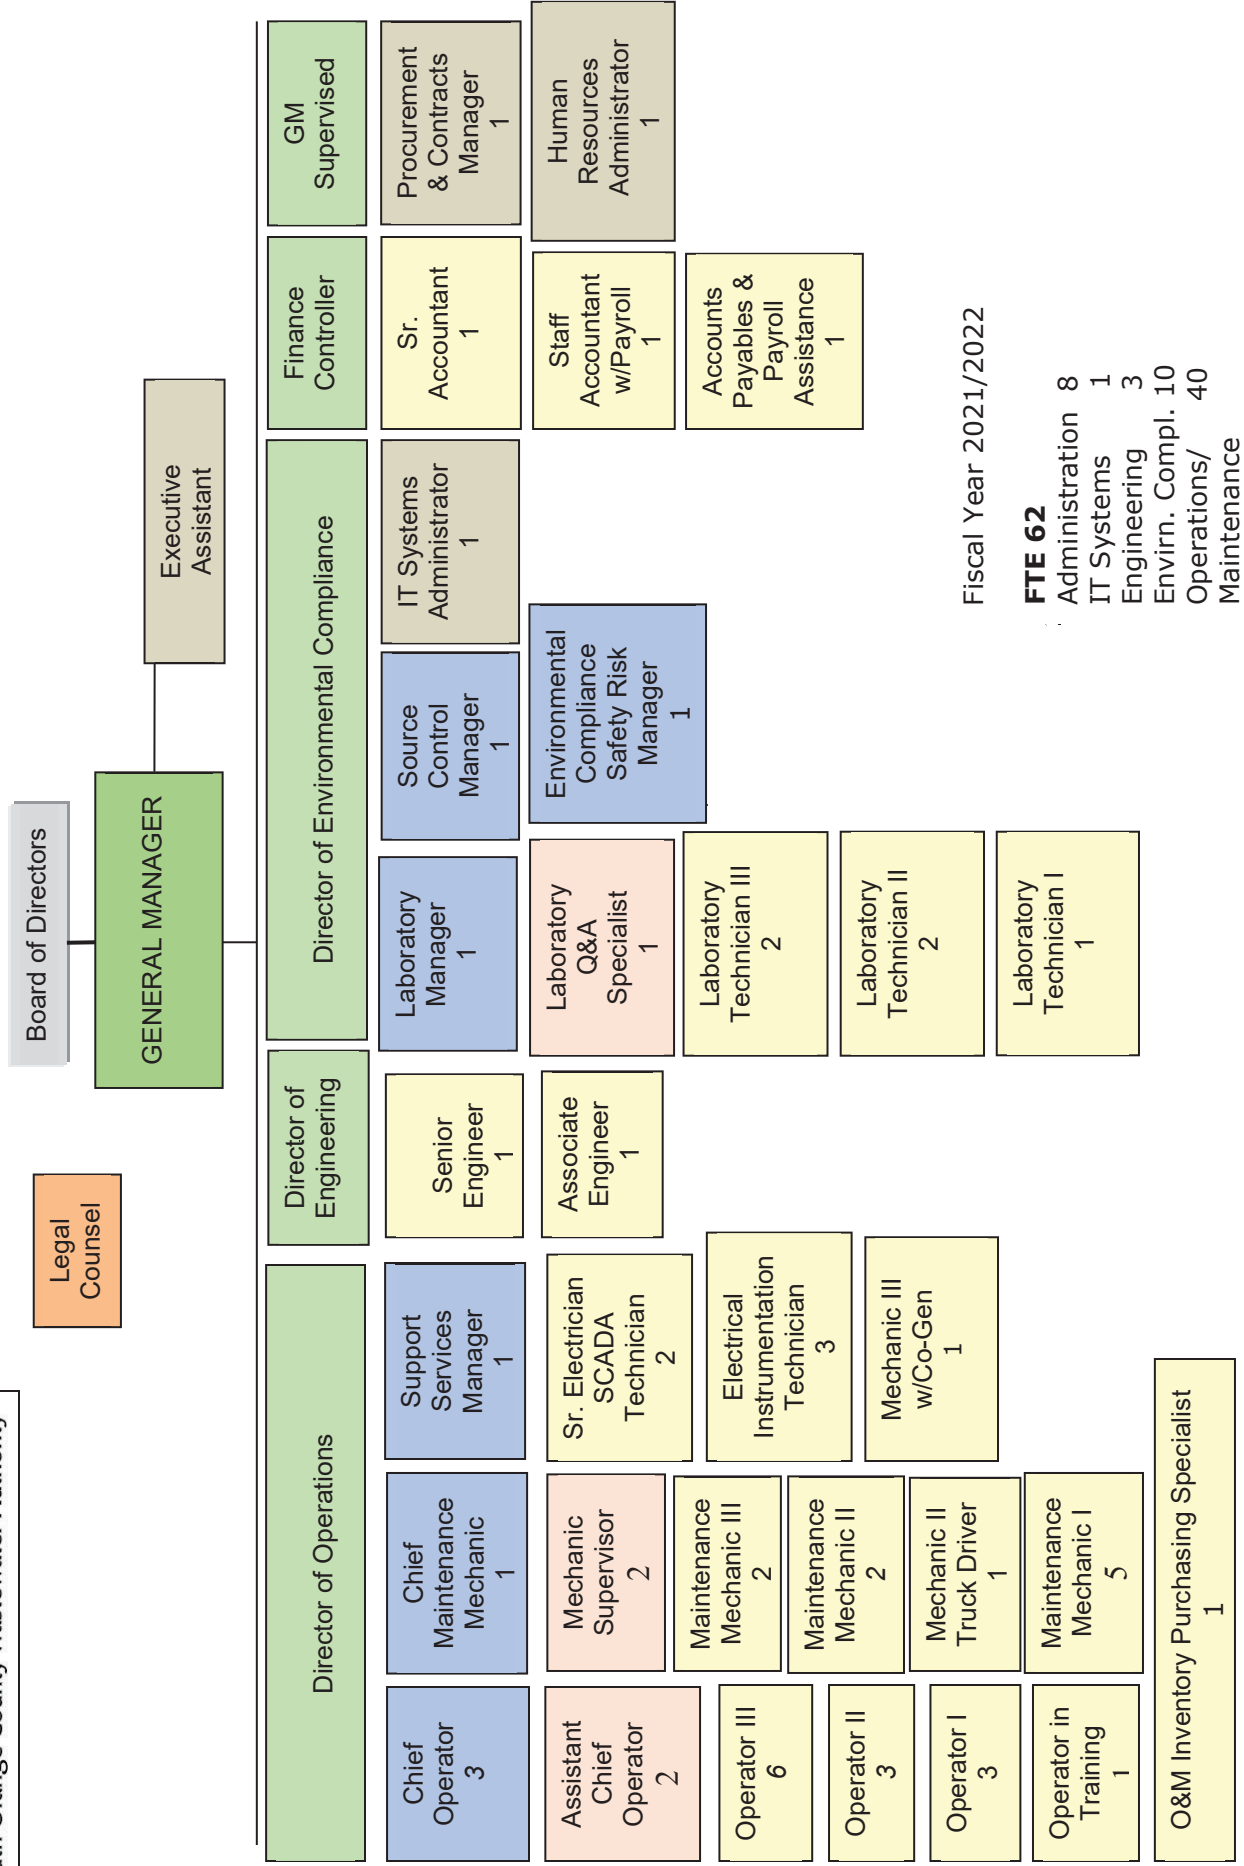 Board of Directors
GENERAL MANAGER
Legal
Counsel
Executive
Assistant
Director of Operations
Director of
Engineering
Director of Environmental Compliance
Finance
Controller
GM
Supervised
Chief
Operator
3
Assistant
Chief
Operator
2
Operator III
6
Operator II
3
Operator I
3
Operator in
Training
1
Chief
Maintenance
Mechanic
1
Mechanic
Supervisor
2
Maintenance
Mechanic III
2
Maintenance
Mechanic II
2
Mechanic II
Truck Driver
1
Maintenance
Mechanic I
5
O&M Inventory Purchasing Specialist
1
Support
Services
Manager
1
Sr. Electrician
SCADA
Technician
2
Electrical
Instrumentation
Technician
3
Mechanic III
w/Co-Gen
1
Senior
Engineer
1
Associate
Engineer
1
Laboratory
Manager
1
Laboratory
Q&A
Specialist
1
Laboratory
Technician III
2
Laboratory
Technician II
2
Laboratory
Technician I
1
Source
Control
Manager
1
Environmental
Compliance
Safety Risk
Manager
1
IT Systems
Administrator
1
Sr.
Accountant
1
Staff
Accountant
w/Payroll
1
Accounts
Payables &
Payroll
Assistance
1
Procurement
& Contracts
Manager
1
Human
Resources
Administrator
1
Fiscal Year 2021/2022
FTE 62
Administration 8
IT Systems 1
Engineering 3
Envirn. Compl. 10
Operations/ 40
Maintenance